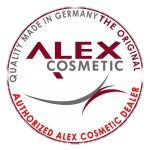 QUALITY MADE IN GERMANY THE ORIGINAL
ALEX
COSMETIC
AUTHORIZED ALEX COSMETIC DEALER